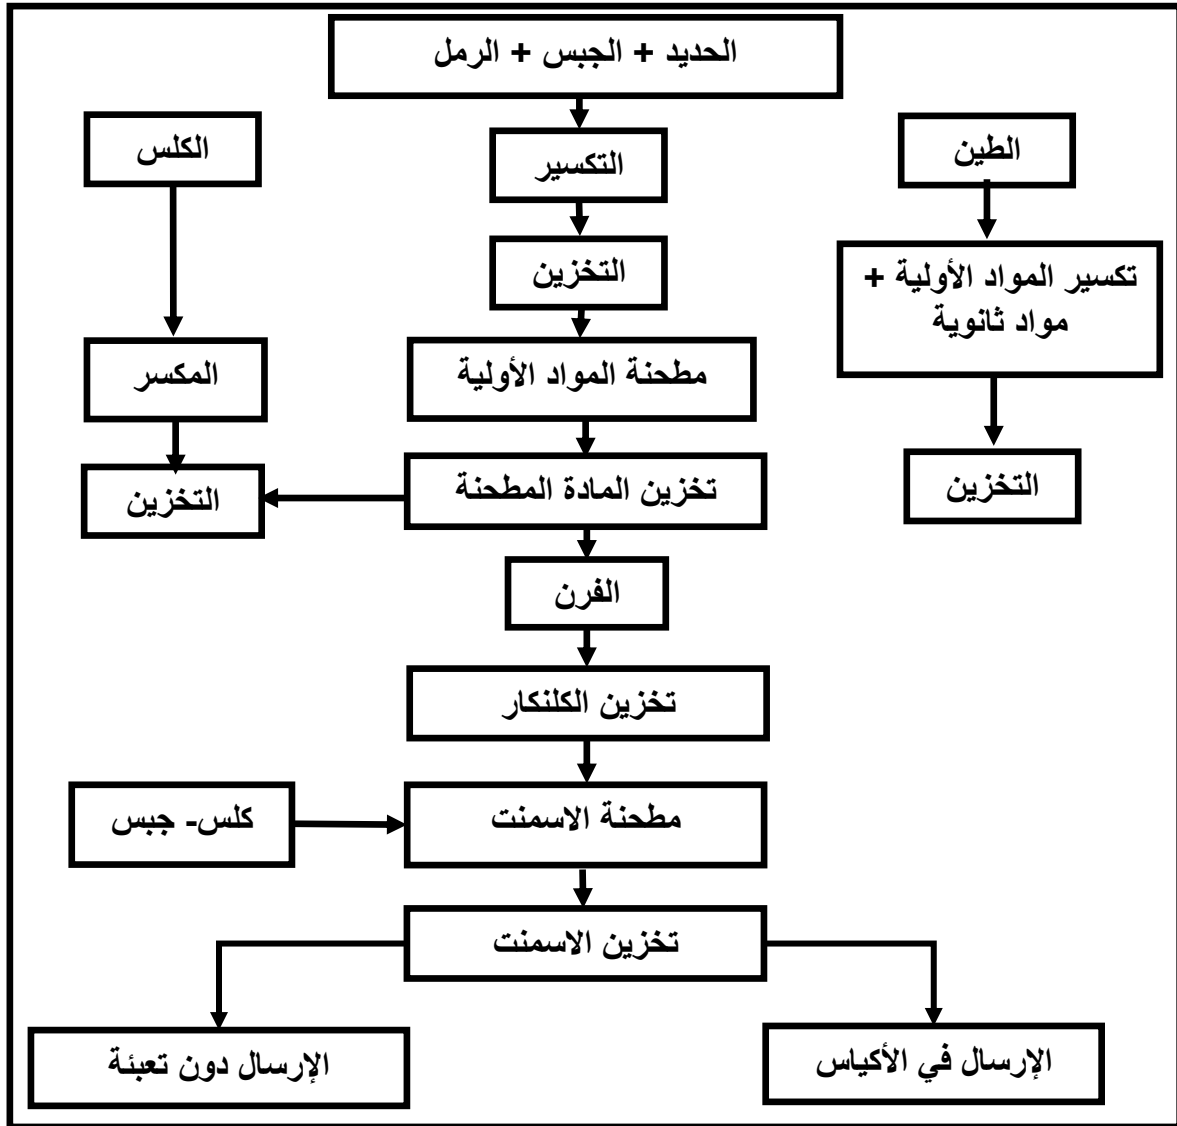 الحديد + الجبس + الرمل
الكلس
الطين
التكسير
التخزين
تكسير المواد الأولية +
مواد ثانوية
المكسر
مطحنة المواد الأولية
التخزين
تخزين المادة المطحنة
التخزين
الفرن
تخزين الكلنكار
كلس- جبس
مطحنة الاسمنت
تخزين الاسمنت
الإرسال في الأكياس
الإرسال دون تعبئة